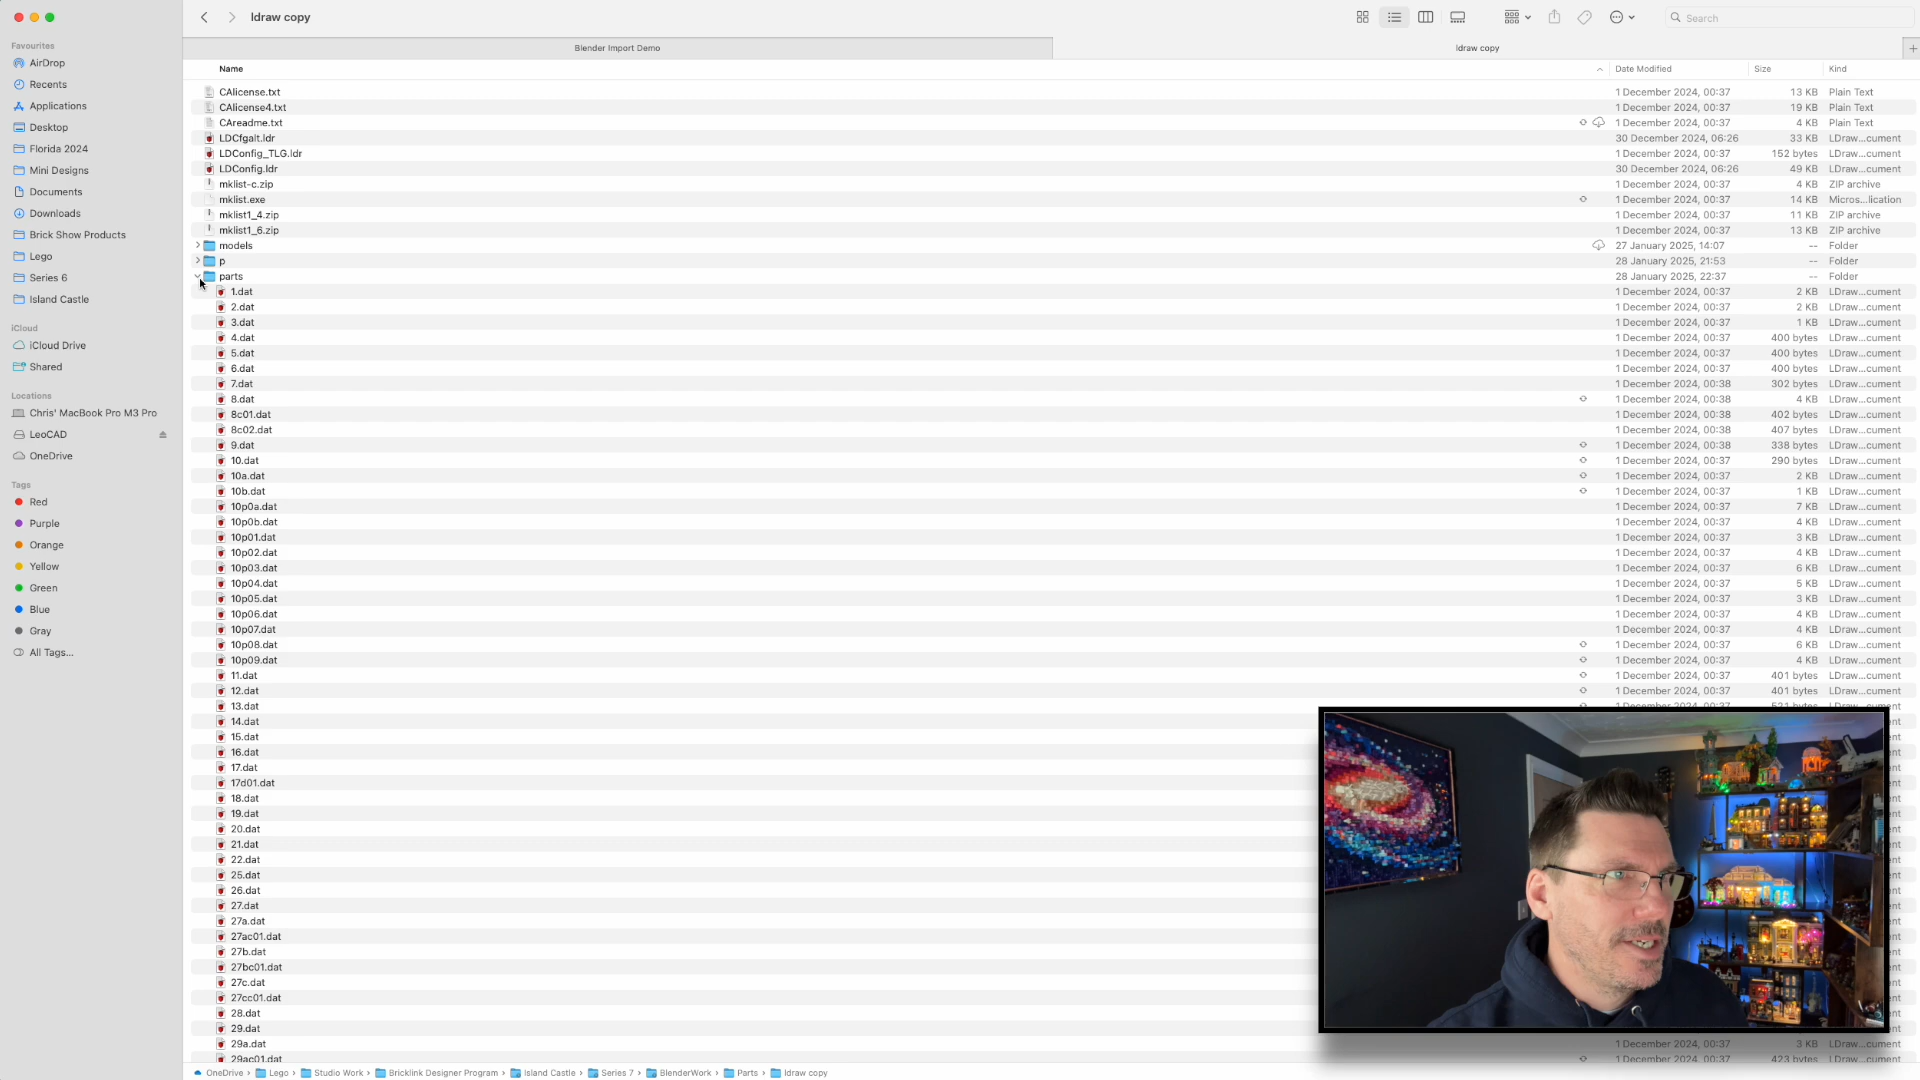 ldraw copy
Search
Blender Import Demo
ldraw copy
Favourites
AirDrop
Recents
Applications
Desktop
Florida 2024
Mini Designs
Documents
Downloads
Brick Show Products
Lego
Series 6
Island Castle
iCloud
iCloud Drive
Shared
Locations
Chris' MacBook Pro M3 Pro
LeoCAD
OneDrive
Tags
Red
Purple
Orange
Yellow
Green
Blue
Gray
All Tags...
Name Date Modified Size Kind
CAlicense.txt 1 December 2024, 00:37 13 KB Plain Text
CAlicense4.txt 1 December 2024, 00:37 19 KB Plain Text
CAreadme.txt 1 December 2024, 00:37 4 KB Plain Text
LDCfgalt.ldr 30 December 2024, 06:26 33 KB LDraw...cument
LDConfig_TLG.ldr 1 December 2024, 00:37 152 bytes LDraw...cument
LDConfig.ldr 30 December 2024, 06:26 49 KB LDraw...cument
mklist-c.zip 1 December 2024, 00:37 4 KB ZIP archive
mklist.exe 1 December 2024, 00:37 14 KB Micros...lication
mklist1_4.zip 1 December 2024, 00:37 11 KB ZIP archive
mklist1_6.zip 1 December 2024, 00:37 13 KB ZIP archive
models 27 January 2025, 14:07 -- Folder
p 28 January 2025, 21:53 -- Folder
parts 28 January 2025, 22:37 -- Folder
1.dat 1 December 2024, 00:37 2 KB LDraw...cument
2.dat 1 December 2024, 00:37 2 KB LDraw...cument
3.dat 1 December 2024, 00:37 1 KB LDraw...cument
4.dat 1 December 2024, 00:37 400 bytes LDraw...cument
5.dat 1 December 2024, 00:37 400 bytes LDraw...cument
6.dat 1 December 2024, 00:37 400 bytes LDraw...cument
7.dat 1 December 2024, 00:38 302 bytes LDraw...cument
8.dat 1 December 2024, 00:38 4 KB LDraw...cument
8c01.dat 1 December 2024, 00:38 402 bytes LDraw...cument
8c02.dat 1 December 2024, 00:38 407 bytes LDraw...cument
9.dat 1 December 2024, 00:38 338 bytes LDraw...cument
10.dat 1 December 2024, 00:37 290 bytes LDraw...cument
10a.dat 1 December 2024, 00:37 2 KB LDraw...cument
10b.dat 1 December 2024, 00:37 1 KB LDraw...cument
10p0a.dat 1 December 2024, 00:37 7 KB LDraw...cument
10p0b.dat 1 December 2024, 00:37 4 KB LDraw...cument
10p01.dat 1 December 2024, 00:37 3 KB LDraw...cument
10p02.dat 1 December 2024, 00:37 4 KB LDraw...cument
10p03.dat 1 December 2024, 00:37 6 KB LDraw...cument
10p04.dat 1 December 2024, 00:37 5 KB LDraw...cument
10p05.dat 1 December 2024, 00:37 3 KB LDraw...cument
10p06.dat 1 December 2024, 00:37 4 KB LDraw...cument
10p07.dat 1 December 2024, 00:37 4 KB LDraw...cument
10p08.dat 1 December 2024, 00:37 6 KB LDraw...cument
10p09.dat 1 December 2024, 00:37 4 KB LDraw...cument
11.dat 1 December 2024, 00:37 401 bytes LDraw...cument
12.dat 1 December 2024, 00:37 401 bytes LDraw...cument
13.dat
14.dat
15.dat
16.dat
17.dat
17d01.dat
18.dat
19.dat
20.dat
21.dat
22.dat
25.dat
26.dat
27.dat
27a.dat
27ac01.dat
27b.dat
27bc01.dat
27c.dat
27cc01.dat
28.dat
29.dat
29a.dat 3 KB LDraw...cument
29ac01.dat 1 December 2024, 00:37 423 bytes LDraw...cument
OneDrive › Lego › Studio Work › Bricklink Designer Program › Island Castle › Series 7 › BlenderWork › Parts › ldraw copy